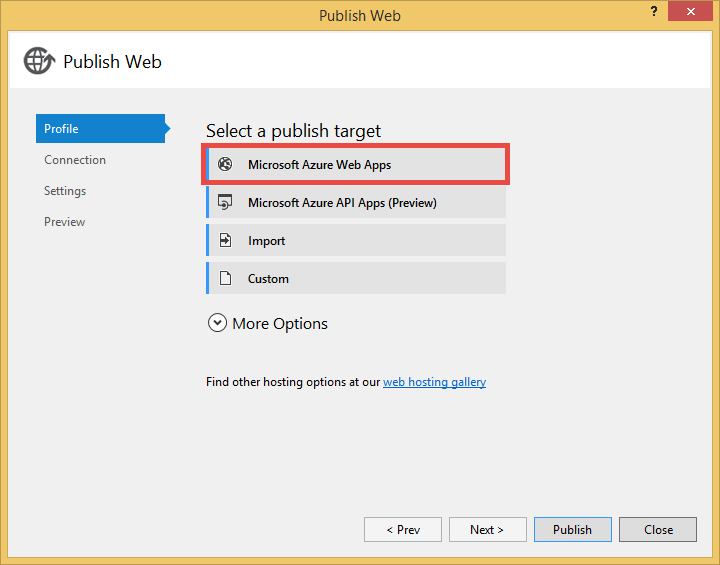 Publish Web
?
Publish Web
Profile
Connection
Settings
Preview
Select a publish target
Microsoft Azure Web Apps
Microsoft Azure API Apps (Preview)
Import
Custom
More Options
Find other hosting options at our web hosting gallery
< Prev
Next >
Publish
Close